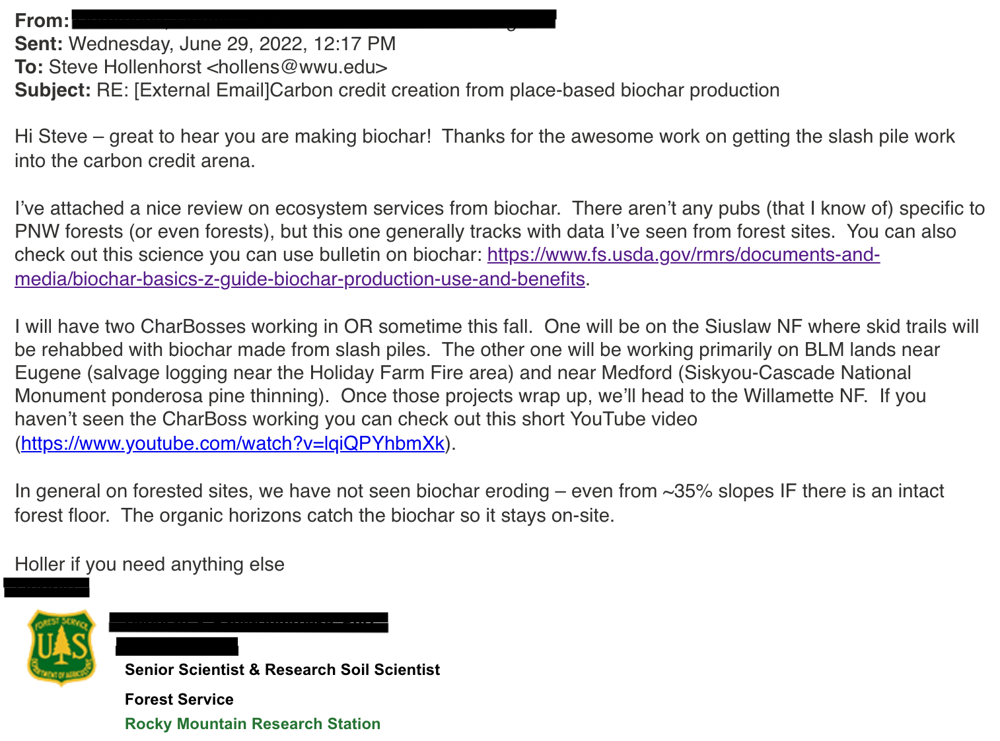 From:
Sent: Wednesday, June 29, 2022, 12:17 PM
To: Steve Hollenhorst <hollens@wwu.edu>
Subject: RE: [External Email]Carbon credit creation from place-based biochar production
Hi Steve – great to hear you are making biochar!  Thanks for the awesome work on getting the slash pile work
into the carbon credit arena.
I’ve attached a nice review on ecosystem services from biochar.  There aren’t any pubs (that I know of) specific to
PNW forests (or even forests), but this one generally tracks with data I’ve seen from forest sites.  You can also
check out this science you can use bulletin on biochar: https://www.fs.usda.gov/rmrs/documents-and-
media/biochar-basics-z-guide-biochar-production-use-and-benefits.
I will have two CharBosses working in OR sometime this fall.  One will be on the Siuslaw NF where skid trails will
be rehabbed with biochar made from slash piles.  The other one will be working primarily on BLM lands near
Eugene (salvage logging near the Holiday Farm Fire area) and near Medford (Siskyou-Cascade National
Monument ponderosa pine thinning).  Once those projects wrap up, we’ll head to the Willamette NF.  If you
haven’t seen the CharBoss working you can check out this short YouTube video
(https://www.youtube.com/watch?v=lqiQPYhbmXk).
In general on forested sites, we have not seen biochar eroding – even from ~35% slopes IF there is an intact
forest floor.  The organic horizons catch the biochar so it stays on-site.
Holler if you need anything else
FOREST SERVICE
UAS
DEPARTMENT OF AGRICULTURE
Senior Scientist & Research Soil Scientist
Forest Service
Rocky Mountain Research Station